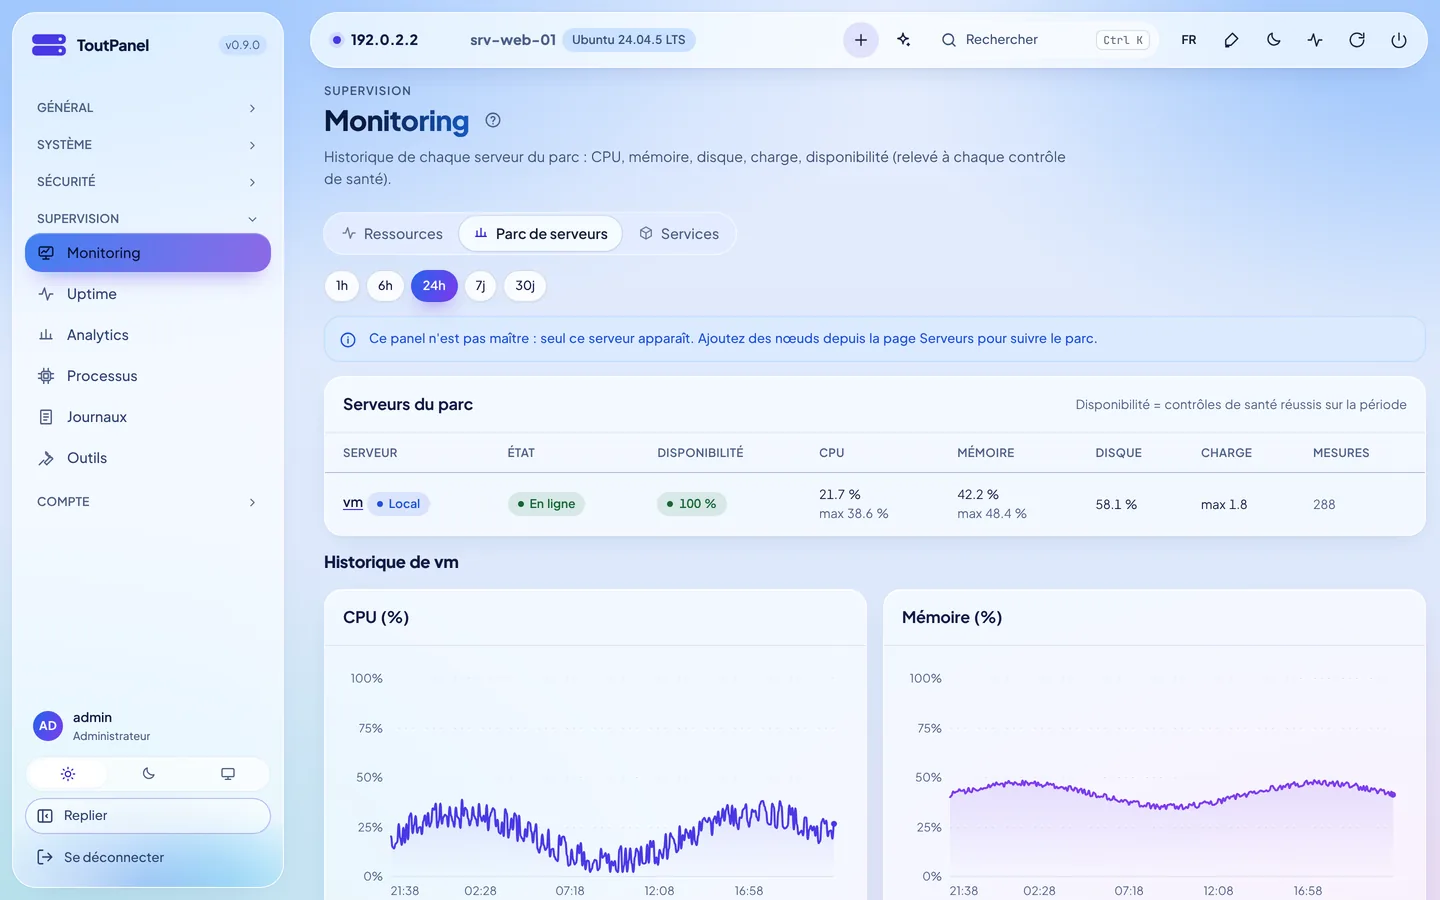 ToutPanel
v0.9.0
GÉNÉRAL
SYSTÈME
SÉCURITÉ
SUPERVISION
Monitoring
Uptime
Analytics
Processus
Journaux
Outils
COMPTE
AD
admin
Administrateur
Replier
Se déconnecter
192.0.2.2
srv-web-01
Ubuntu 24.04.5 LTS
Rechercher
Ctrl K
FR
SUPERVISION
Monitoring
Historique de chaque serveur du parc : CPU, mémoire, disque, charge, disponibilité (relevé à chaque contrôle
de santé).
Ressources
Parc de serveurs
Services
1h
6h
24h
7j
30j
Ce panel n'est pas maître : seul ce serveur apparaît. Ajoutez des nœuds depuis la page Serveurs pour suivre le parc.
Serveurs du parc
Disponibilité = contrôles de santé réussis sur la période
SERVEUR ÉTAT DISPONIBILITÉ CPU MÉMOIRE DISQUE CHARGE MESURES
vm Local En ligne 100 % 21.7 % 42.2 % 58.1 % max 1.8 288
max 38.6 % max 48.4 %
Historique de vm
CPU (%)
100%
75%
50%
25%
0%
21:38 02:28 07:18 12:08 16:58
Mémoire (%)
100%
75%
50%
25%
0%
21:38 02:28 07:18 12:08 16:58